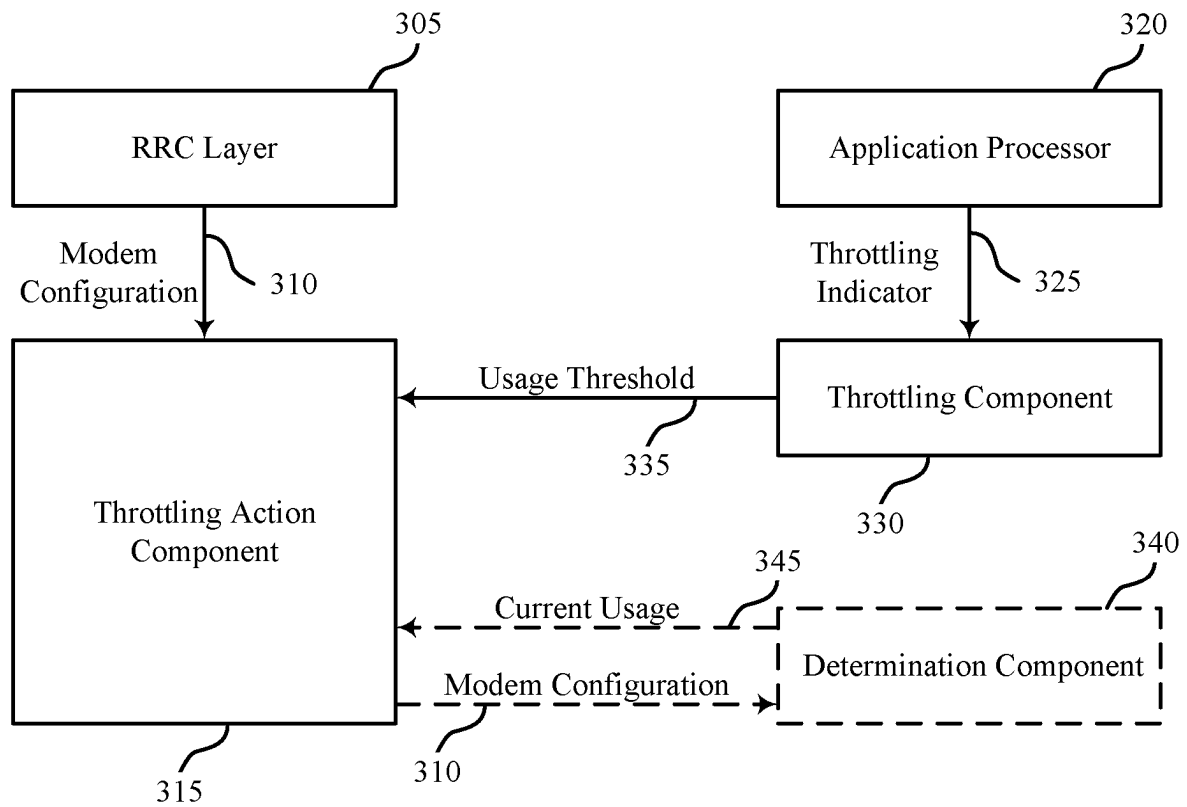 305
320
RRC Layer
Application Processor
Modem
Configuration
310
Throttling
Indicator
325
Usage Threshold
335
Throttling Component
330
Throttling Action
Component
340
345
Current Usage
Determination Component
Modem Configuration
310
315